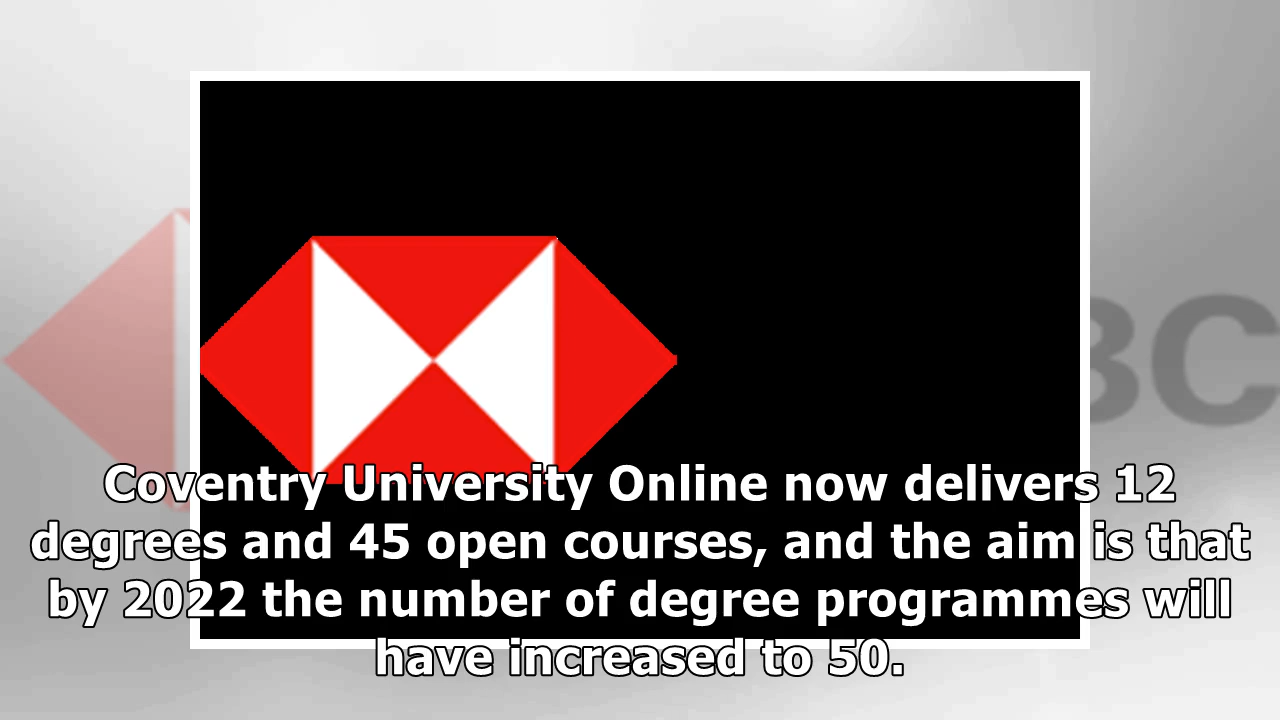 BC
Coventry University Online now delivers 12
degrees and 45 open courses, and the aim is that
by 2022 the number of degree programmes will
have increased to 50.